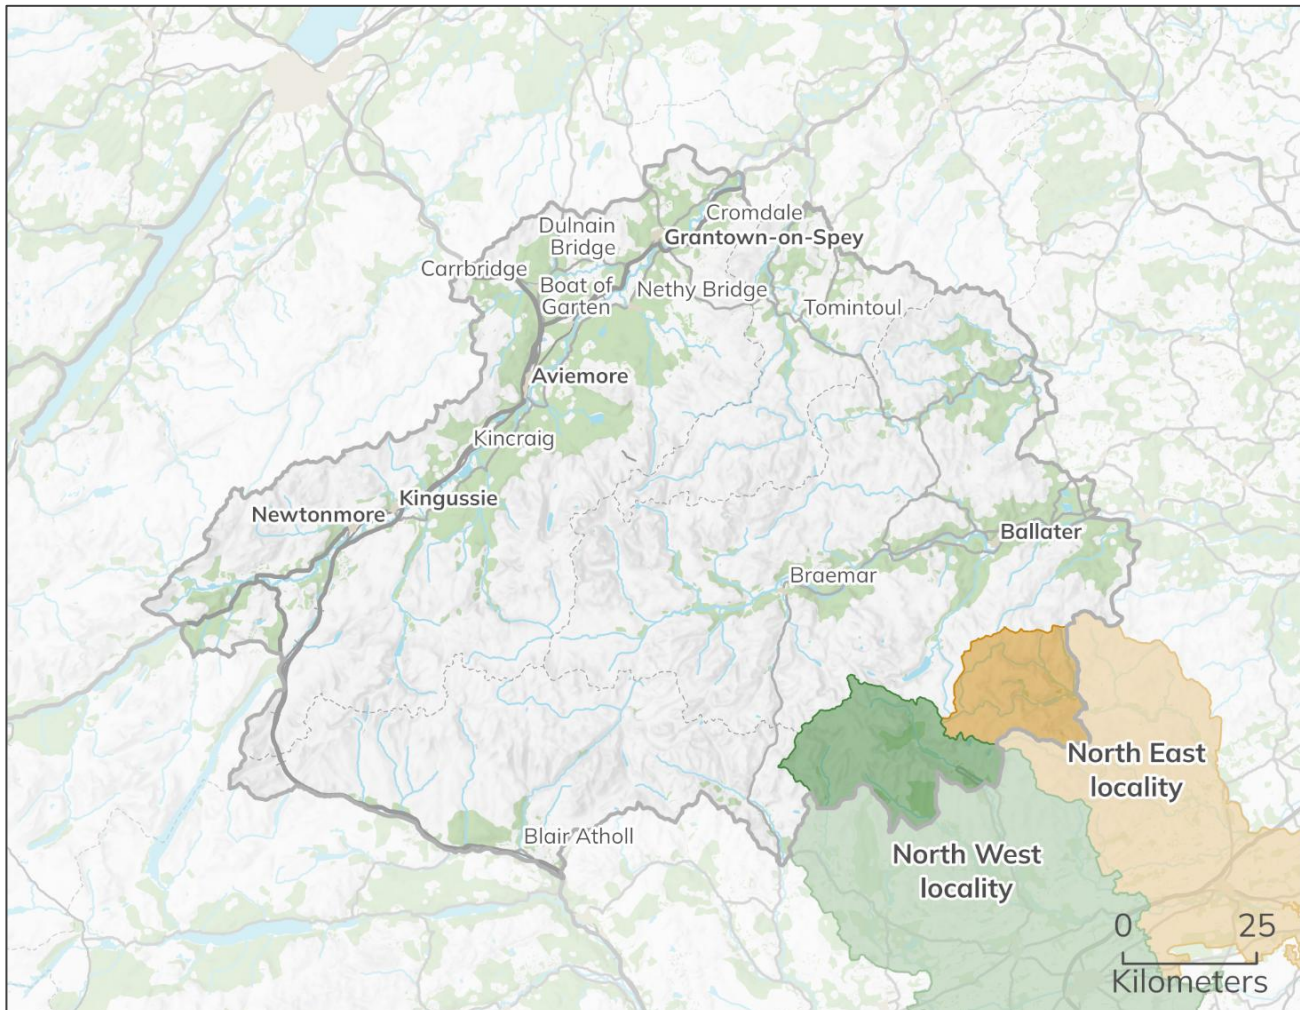 Cromdale
Dulnain
Bridge
Grantown-on-Spey
Carrbridge
Boat of
Garten
Nethy Bridge
Tomintoul
Aviemore
Kincraig
Kingussie
Newtonmore
Ballater
Braemar
North East
locality
Blair Atholl
North West
locality
0 25
Kilometers